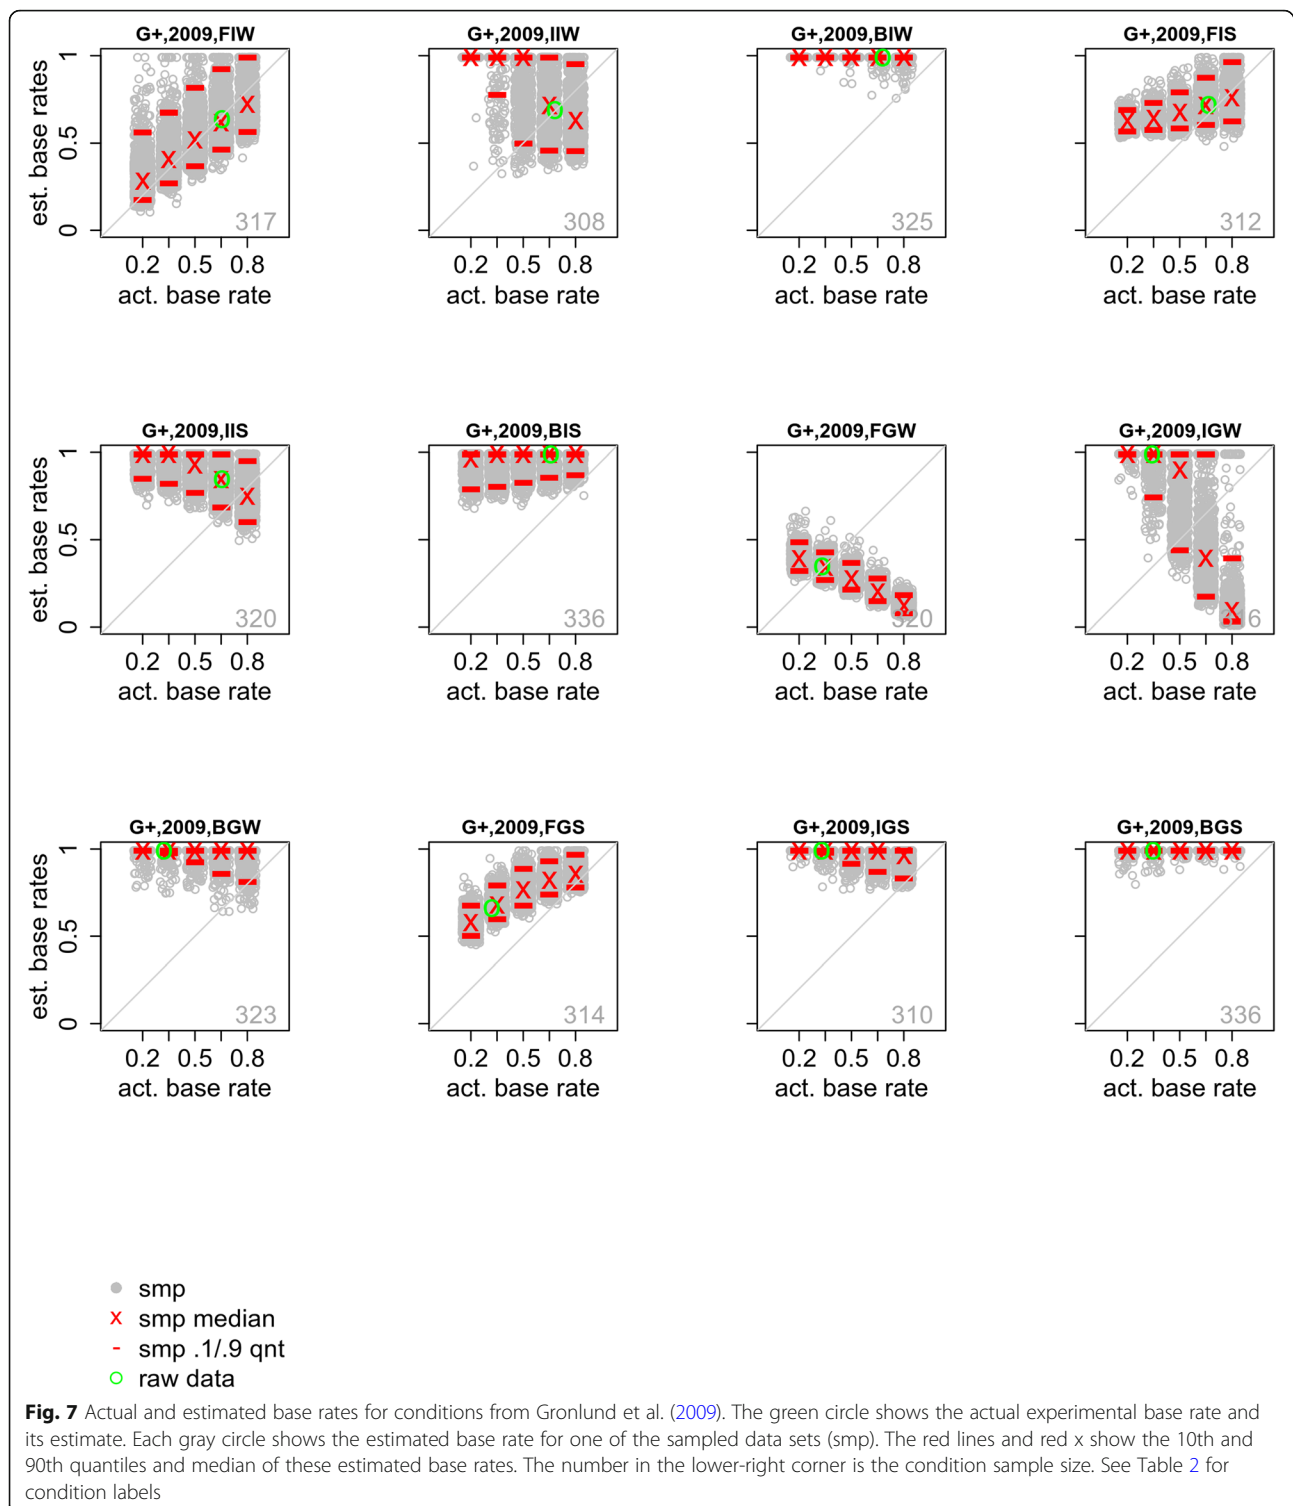 G+,2009,FIW G+,2009,IIW G+,2009,BIW G+,2009,FIS
est. base rates
1
0.5
0
317 308 325 312
0.2 0.5 0.8 0.2 0.5 0.8 0.2 0.5 0.8 0.2 0.5 0.8
act. base rate act. base rate act. base rate act. base rate
G+,2009,IIS G+,2009,BIS G+,2009,FGW G+,2009,IGW
est. base rates
1
0.5
0
320 336 320 6
0.2 0.5 0.8 0.2 0.5 0.8 0.2 0.5 0.8 0.2 0.5 0.8
act. base rate act. base rate act. base rate act. base rate
G+,2009,BGW G+,2009,FGS G+,2009,IGS G+,2009,BGS
est. base rates
1
0.5
0
323 314 310 336
0.2 0.5 0.8 0.2 0.5 0.8 0.2 0.5 0.8 0.2 0.5 0.8
act. base rate act. base rate act. base rate act. base rate
smp
x smp median
- smp .1/.9 qnt
raw data
Fig. 7 Actual and estimated base rates for conditions from Gronlund et al. (2009). The green circle shows the actual experimental base rate and
its estimate. Each gray circle shows the estimated base rate for one of the sampled data sets (smp). The red lines and red x show the 10th and
90th quantiles and median of these estimated base rates. The number in the lower-right corner is the condition sample size. See Table 2 for
condition labels